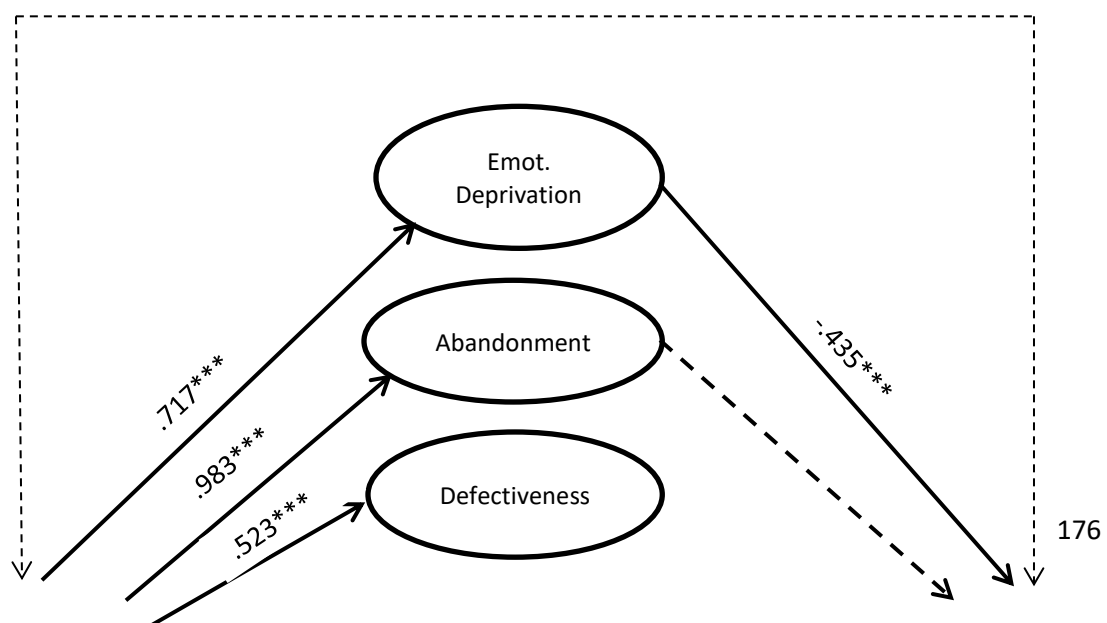 Emot.
Deprivation
Abandonment
Defectiveness
.717***
.983***
.523***
-.435***
176